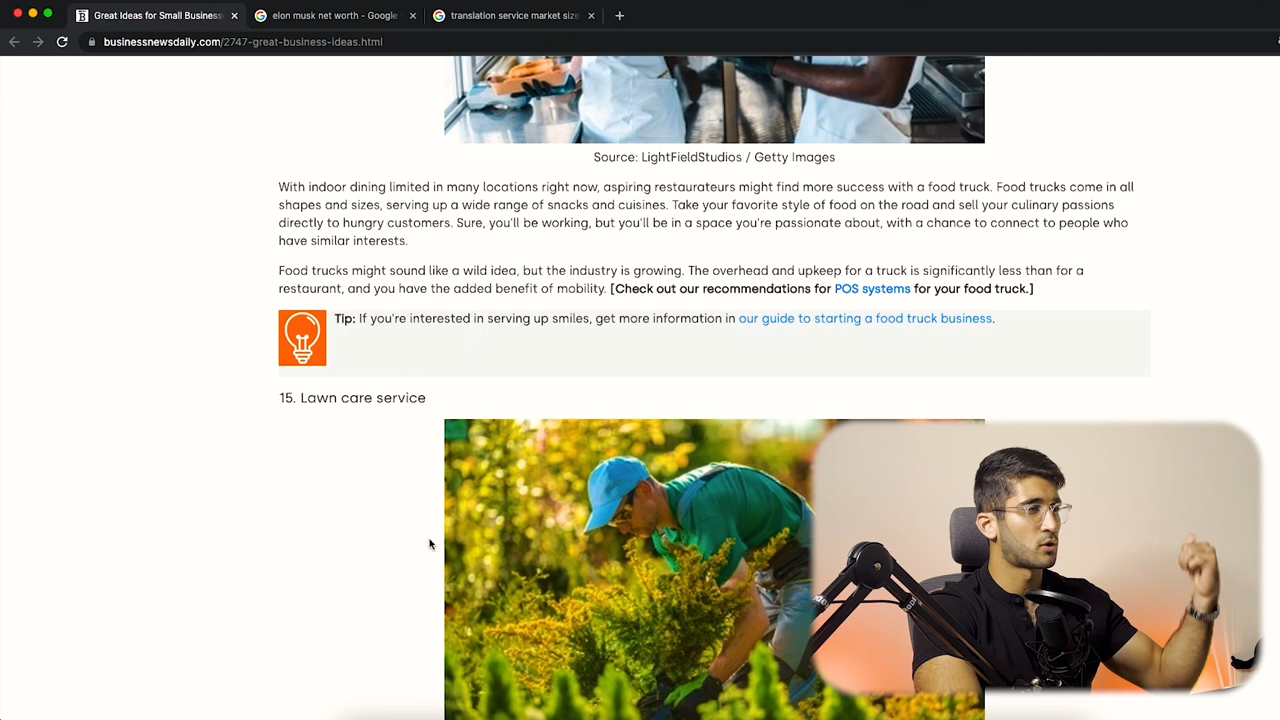 Great Ideas for Small Business
elon musk net worth - Google
translation service market size
businessnewsdaily.com/2747-great-business-ideas.html
Source: LightFieldStudios / Getty Images
With indoor dining limited in many locations right now, aspiring restaurateurs might find more success with a food truck. Food trucks come in all
shapes and sizes, serving up a wide range of snacks and cuisines. Take your favorite style of food on the road and sell your culinary passions
directly to hungry customers. Sure, you'll be working, but you'll be in a space you're passionate about, with a chance to connect to people who
have similar interests.
Food trucks might sound like a wild idea, but the industry is growing. The overhead and upkeep for a truck is significantly less than for a
restaurant, and you have the added benefit of mobility. [Check out our recommendations for POS systems for your food truck.]
Tip: If you're interested in serving up smiles, get more information in our guide to starting a food truck business.
15. Lawn care service